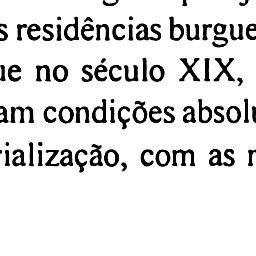 s residências burgue
ue no século XIX,
am condições absolu
rialização, com as